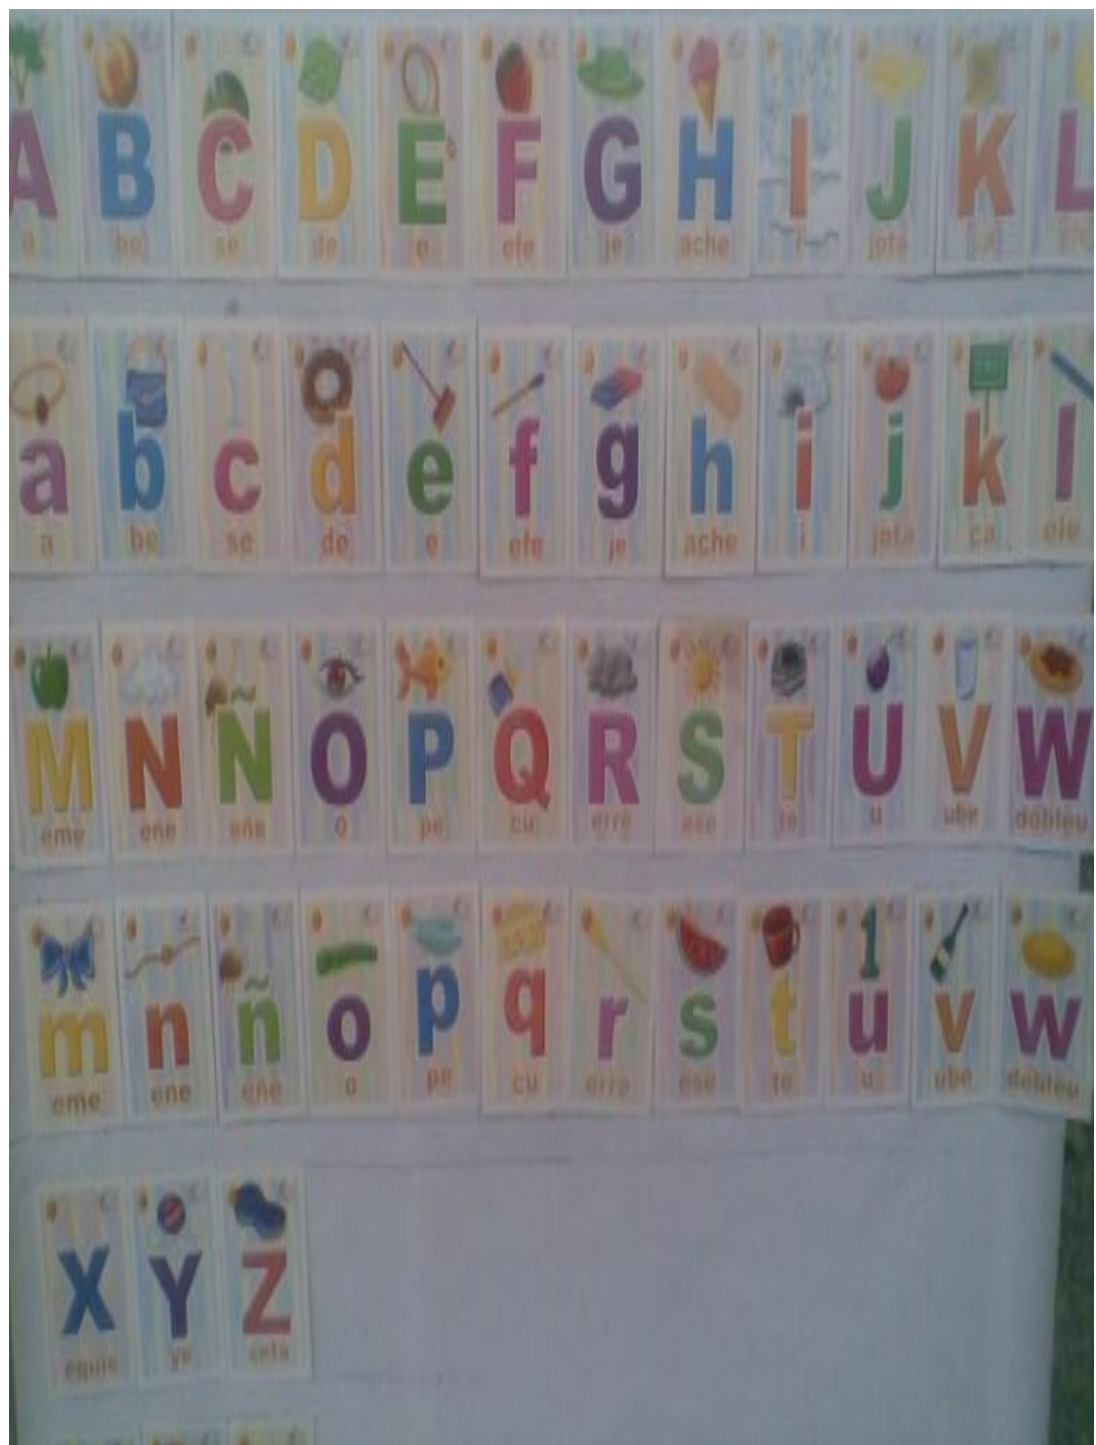 A B C D E F G H I J K L
a be se de e efe je ache i jota
a b c d e f g h i j k l
a be se de e efe je ache i jota ca ele
M N Ñ O P Q R S T U V W
eme ene eñe o pe cu erre ese te u ube dobleu
m n ñ o p q r s t 1 u v w
eme ene eñe o pe cu erre ese te u ube dobleu
X Y Z
equis ye seta